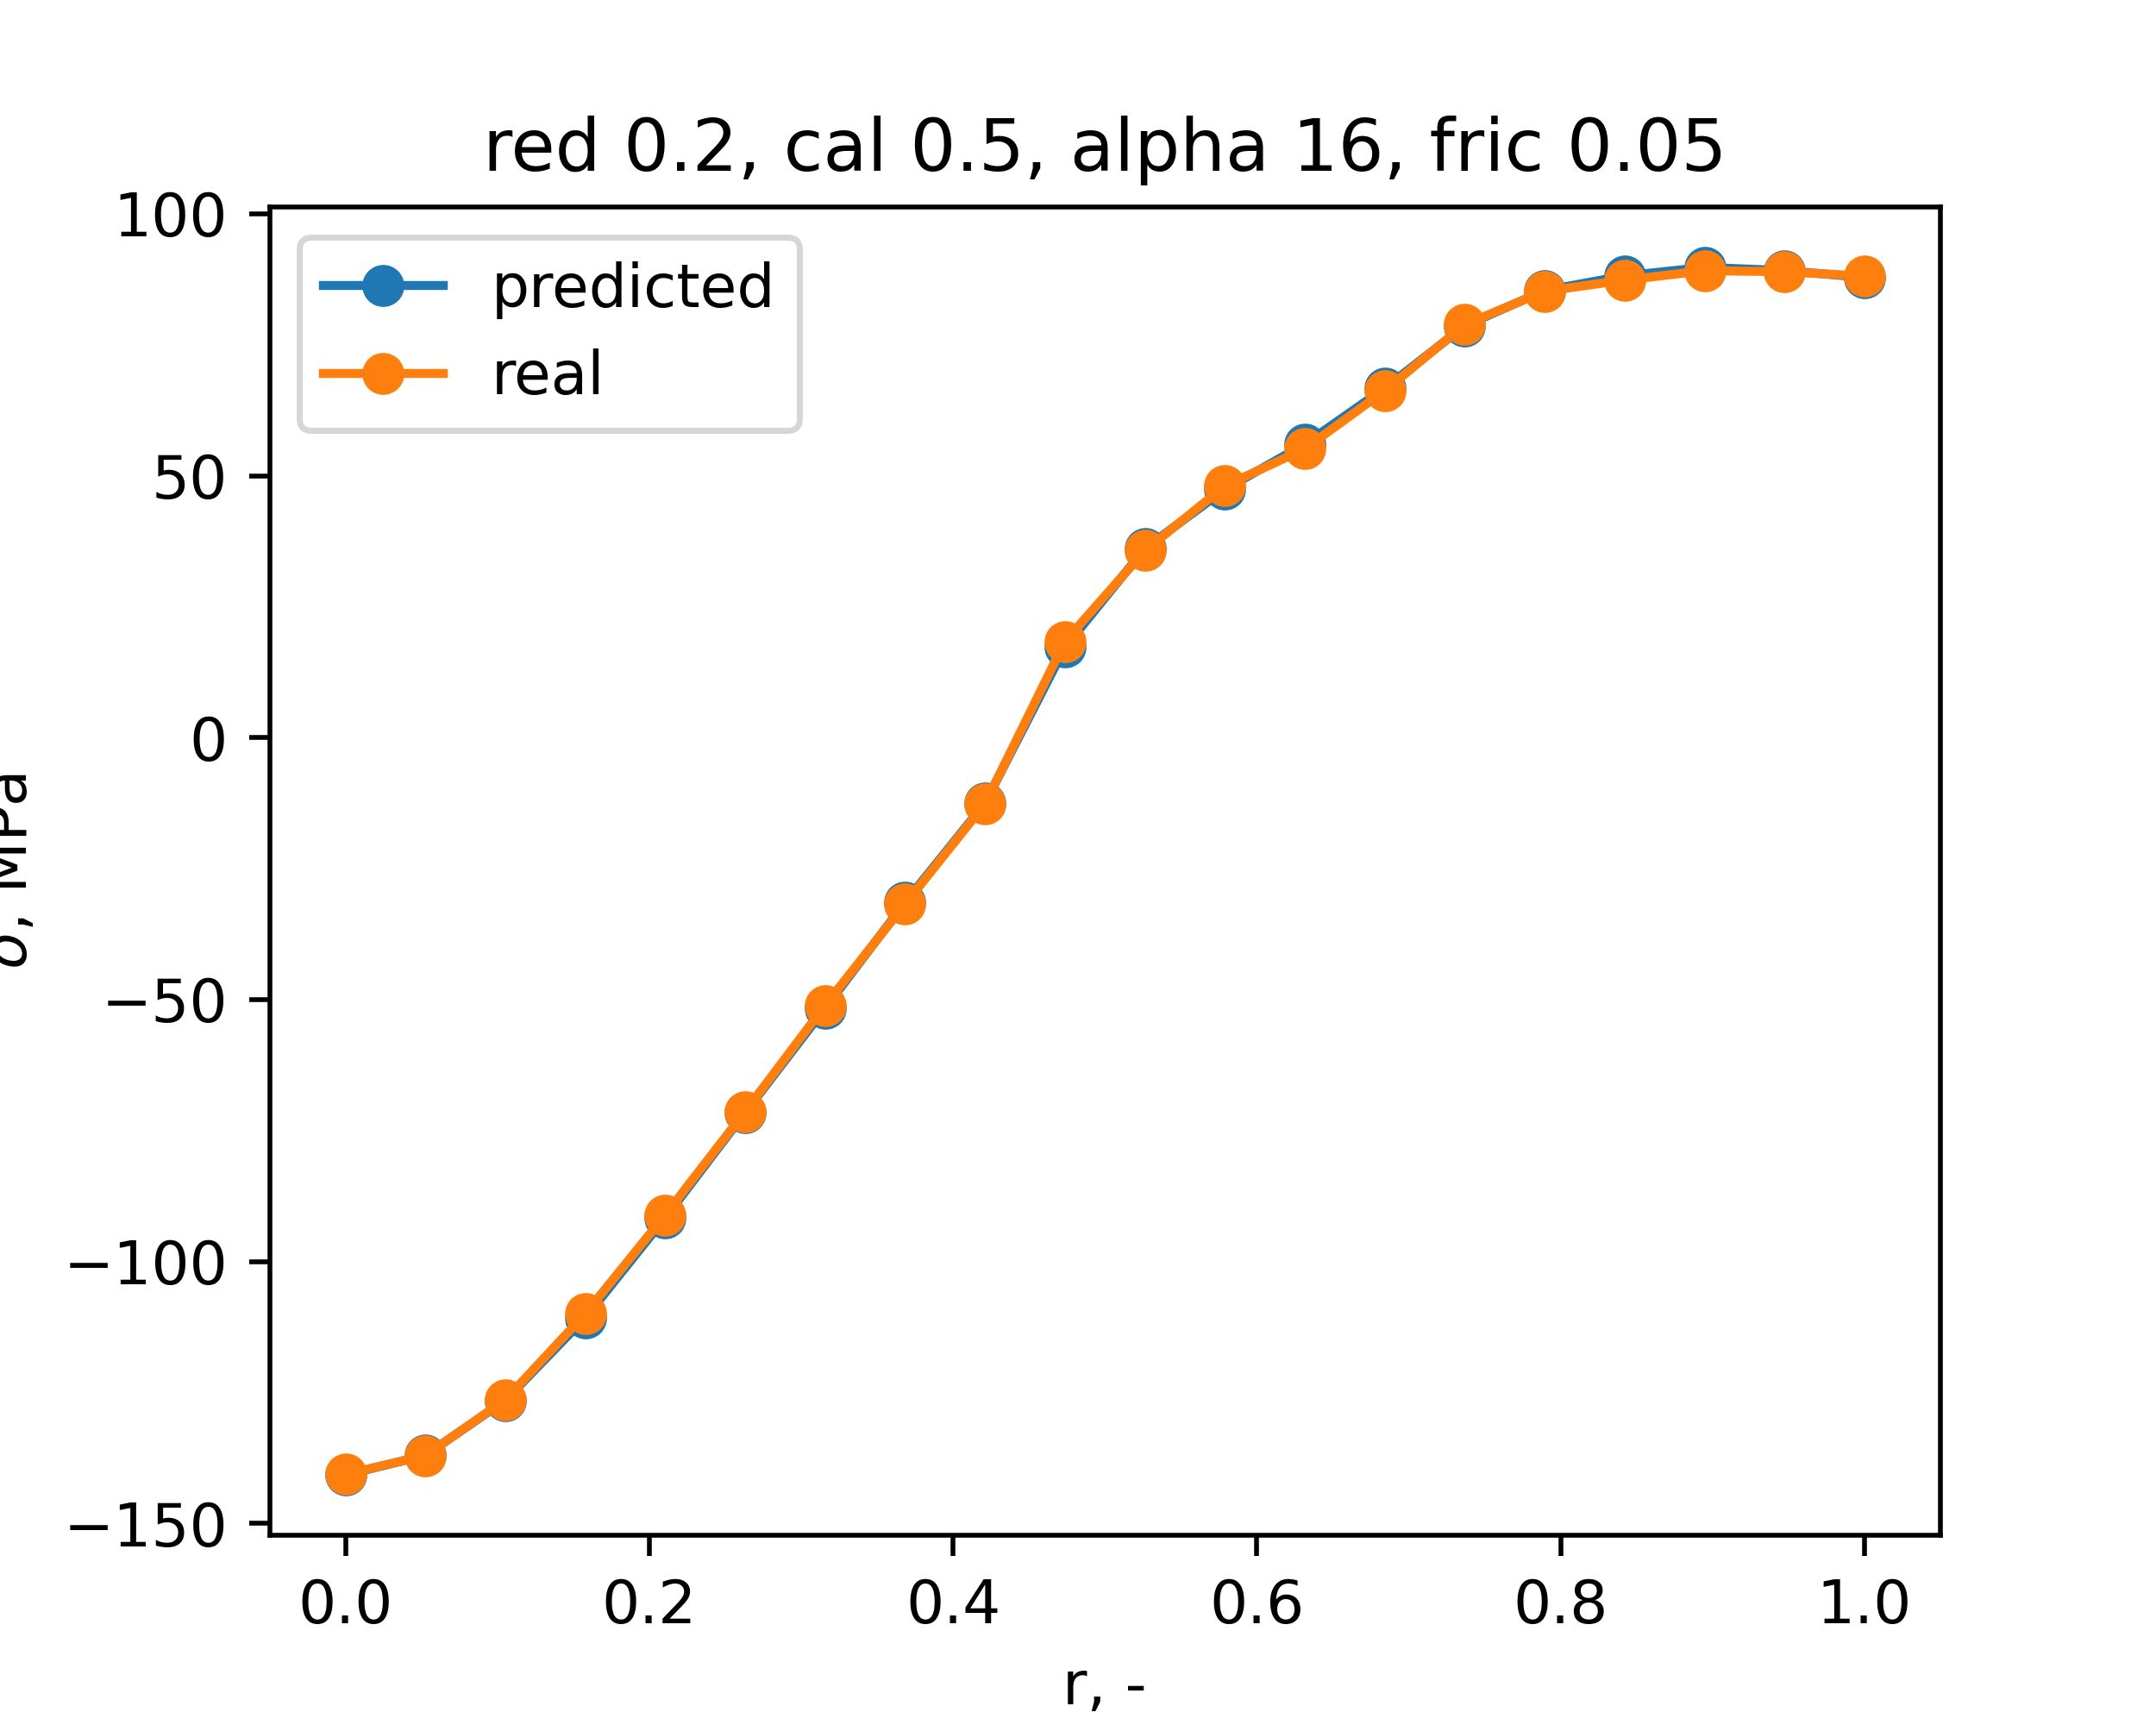 red 0.2, cal 0.5, alpha 16, fric 0.05
predicted
real
100
50
0
−50
−100
−150
σ, MPa
0.0 0.2 0.4 0.6 0.8 1.0
r, -